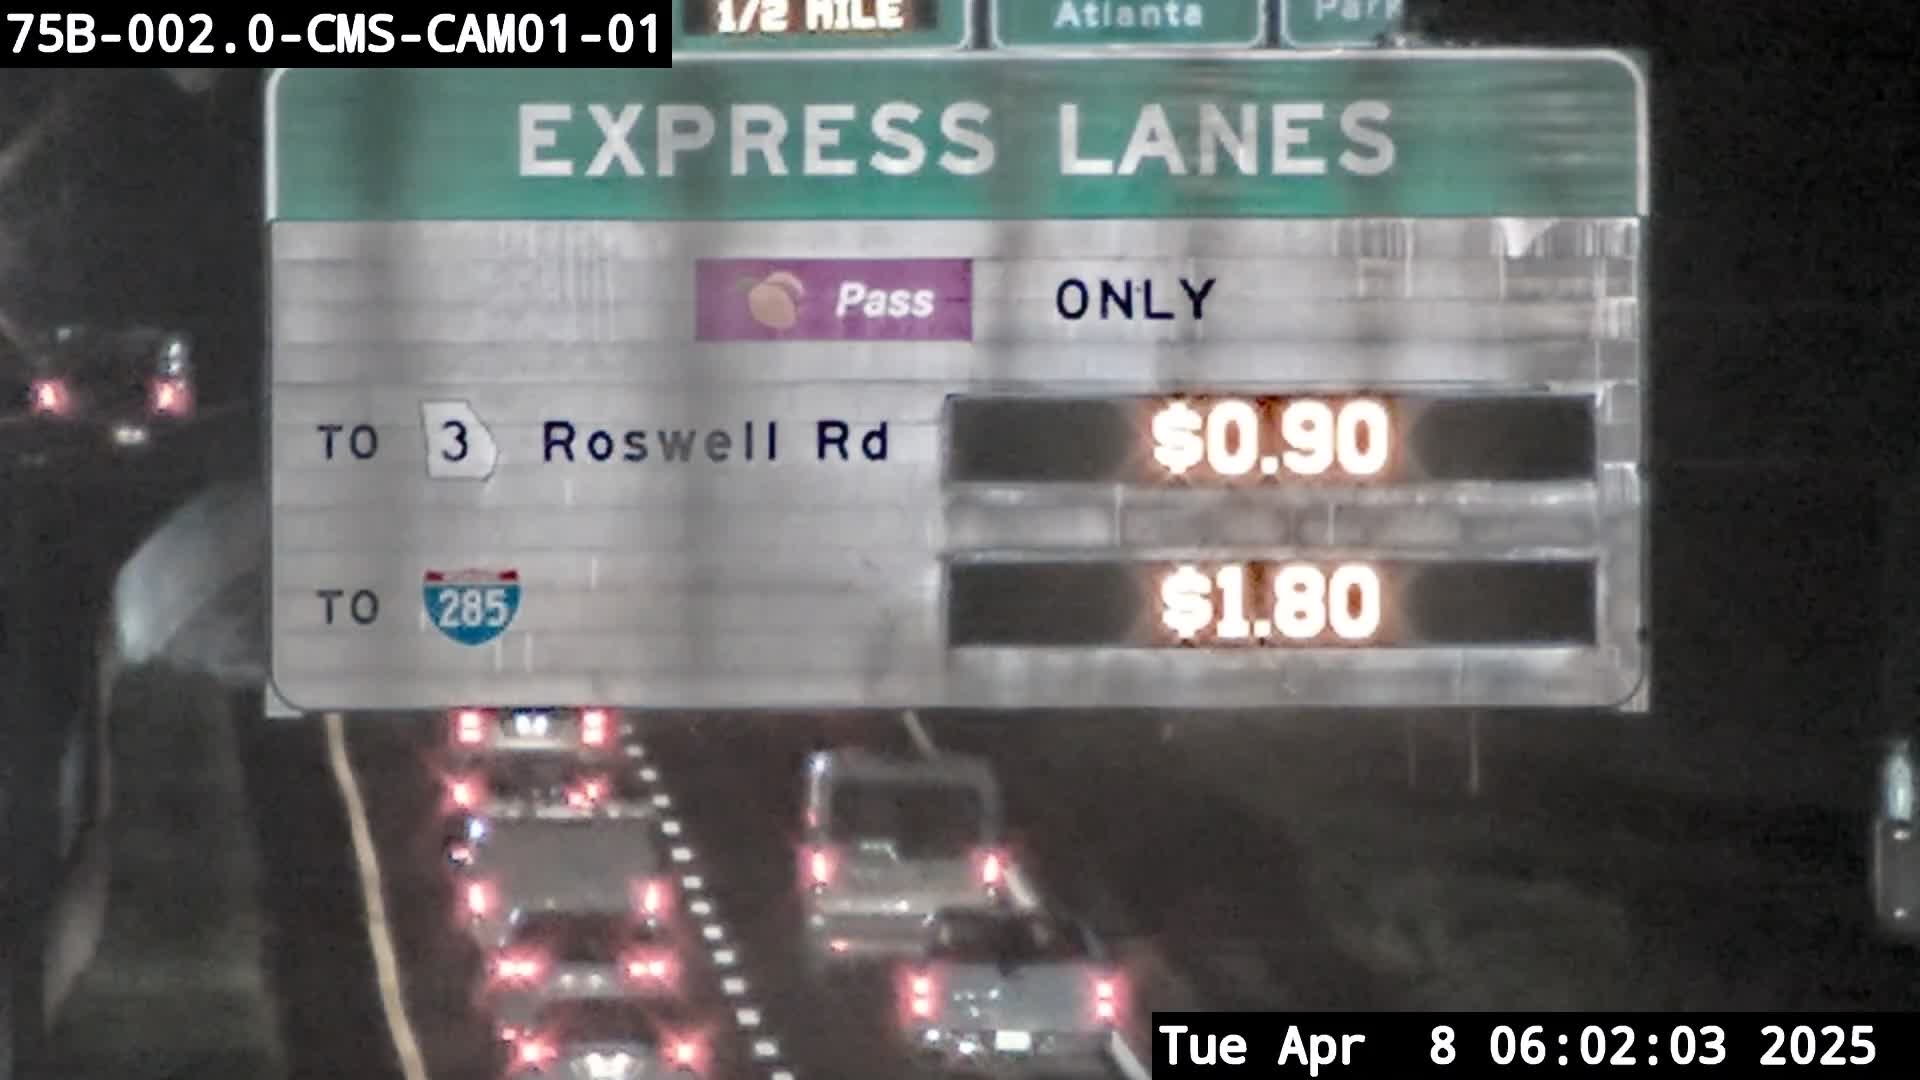 75B-002.0-CMS-CAM01-01
1/2 MILE
Atlanta
Park
EXPRESS LANES
Pass ONLY
TO 3 Roswell Rd $0.90
TO 285 $1.80
Tue Apr 8 06:02:03 2025